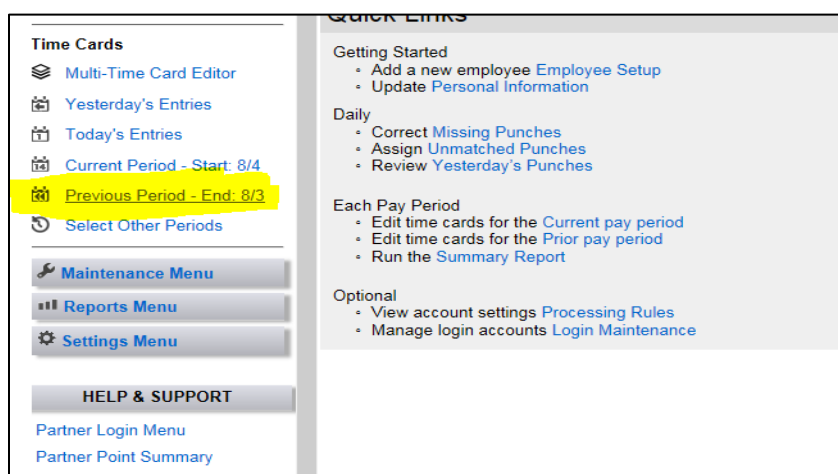 Quick Links
Time Cards
Multi-Time Card Editor
Yesterday's Entries
Today's Entries
Current Period - Start: 8/4
Previous Period - End: 8/3
Select Other Periods
Maintenance Menu
Reports Menu
Settings Menu
HELP & SUPPORT
Partner Login Menu
Partner Point Summary
Getting Started
◦ Add a new employee Employee Setup
◦ Update Personal Information
Daily
◦ Correct Missing Punches
◦ Assign Unmatched Punches
◦ Review Yesterday's Punches
Each Pay Period
◦ Edit time cards for the Current pay period
◦ Edit time cards for the Prior pay period
◦ Run the Summary Report
Optional
◦ View account settings Processing Rules
◦ Manage login accounts Login Maintenance